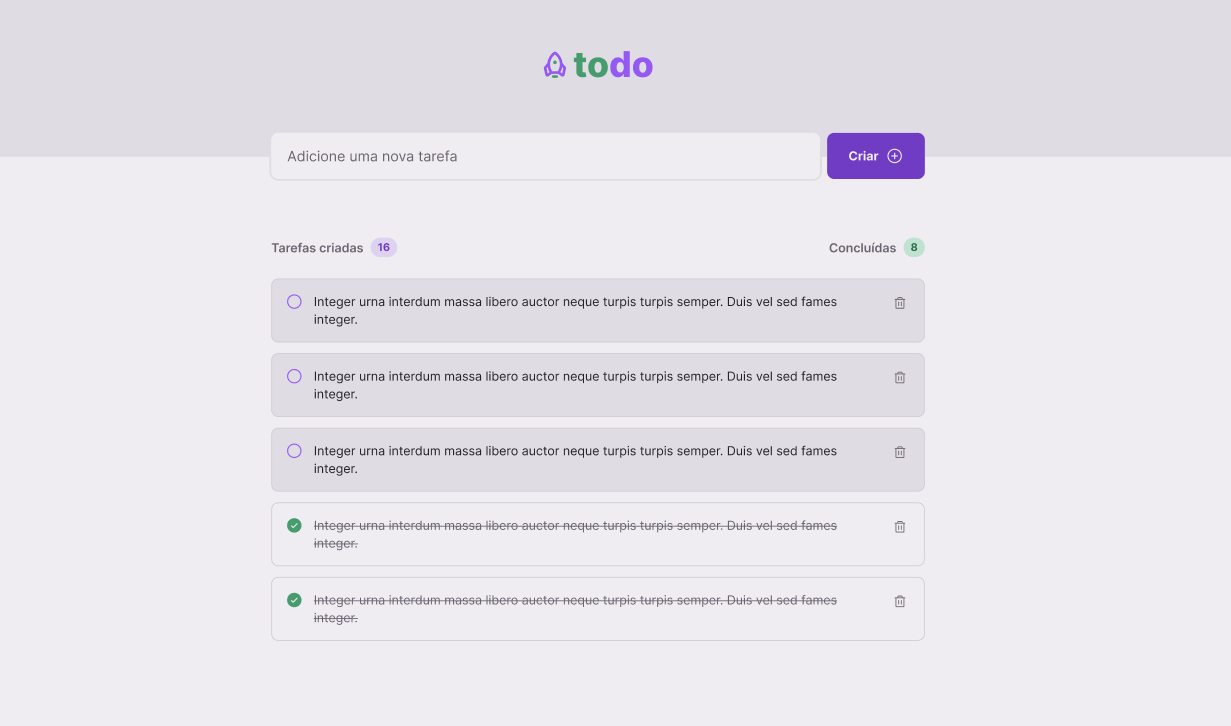 todo
Adicione uma nova tarefa
Criar
Tarefas criadas 16
Concluídas 8
Integer urna interdum massa libero auctor neque turpis turpis semper. Duis vel sed fames
integer.
Integer urna interdum massa libero auctor neque turpis turpis semper. Duis vel sed fames
integer.
Integer urna interdum massa libero auctor neque turpis turpis semper. Duis vel sed fames
integer.
Integer urna interdum massa libero auctor neque turpis turpis semper. Duis vel sed fames
integer.
Integer urna interdum massa libero auctor neque turpis turpis semper. Duis vel sed fames
integer.